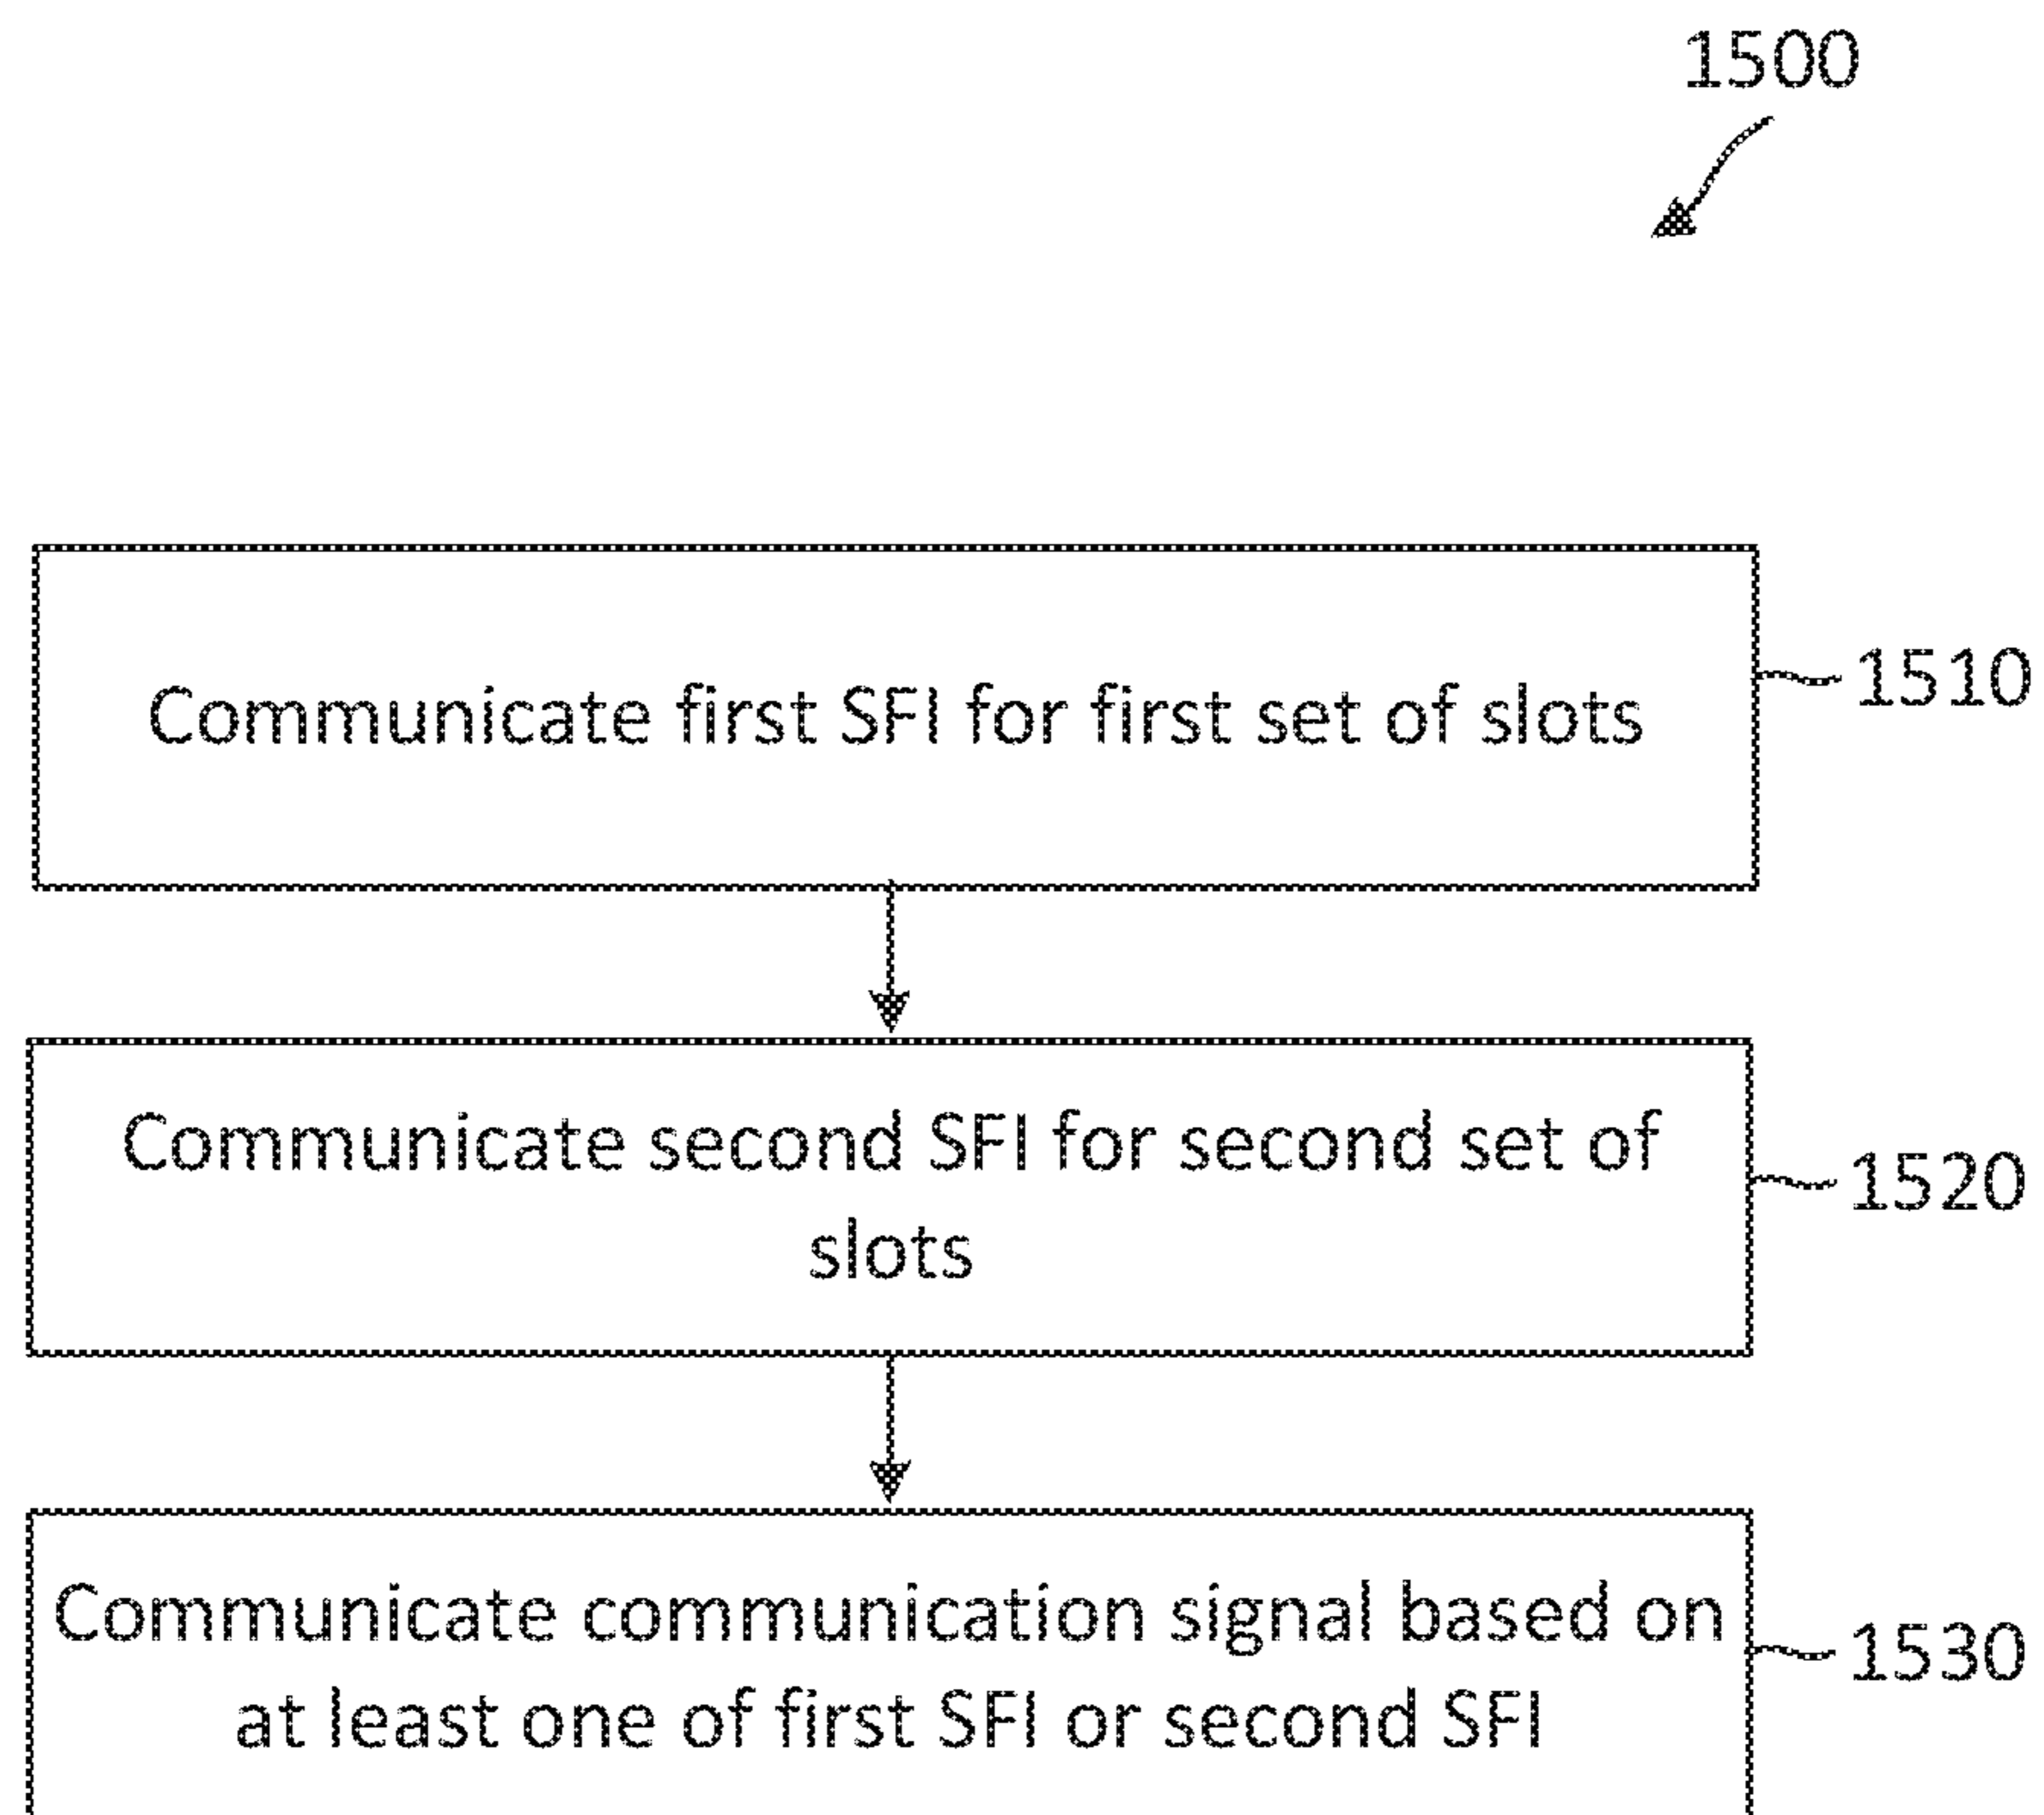 1500
Communicate first SFI for first set of slots
1510
Communicate second SFI for second set of
slots
1520
Communicate communication signal based on
at least one of first SFI or second SFI
1530